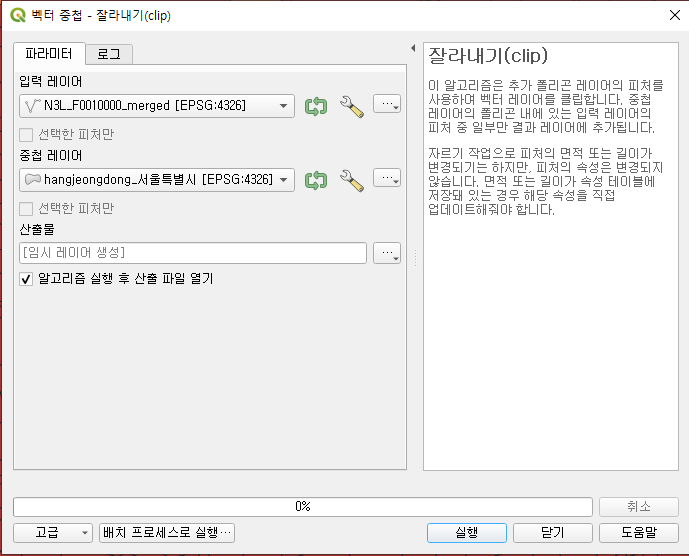 벡터 중첩 - 잘라내기(clip)
파라미터
로그
입력 레이어
N3L_F0010000_merged [EPSG:4326]
선택한 피처만
중첩 레이어
hangjeongdong_서울특별시 [EPSG:4326]
선택한 피처만
산출물
[임시 레이어 생성]
알고리즘 실행 후 산출 파일 열기
잘라내기(clip)
이 알고리즘은 추가 폴리곤 레이어의 피처를
사용하여 벡터 레이어를 클립합니다. 중첩
레이어의 폴리곤 내에 있는 입력 레이어의
피처 중 일부만 결과 레이어에 추가됩니다.
자르기 작업으로 피처의 면적 또는 길이가
변경되기는 하지만, 피처의 속성은 변경되지
않습니다. 면적 또는 길이가 속성 테이블에
저장돼 있는 경우 해당 속성을 직접
업데이트해줘야 합니다.
0%
취소
고급
배치 프로세스로 실행…
실행
닫기
도움말